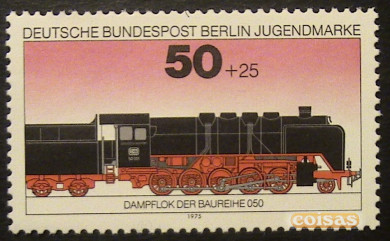 DEUTSCHE BUNDESPOST BERLIN JUGENDMARKE
50 +25
DAMPFLOK DER BAUREIHE 050
1975
coisas